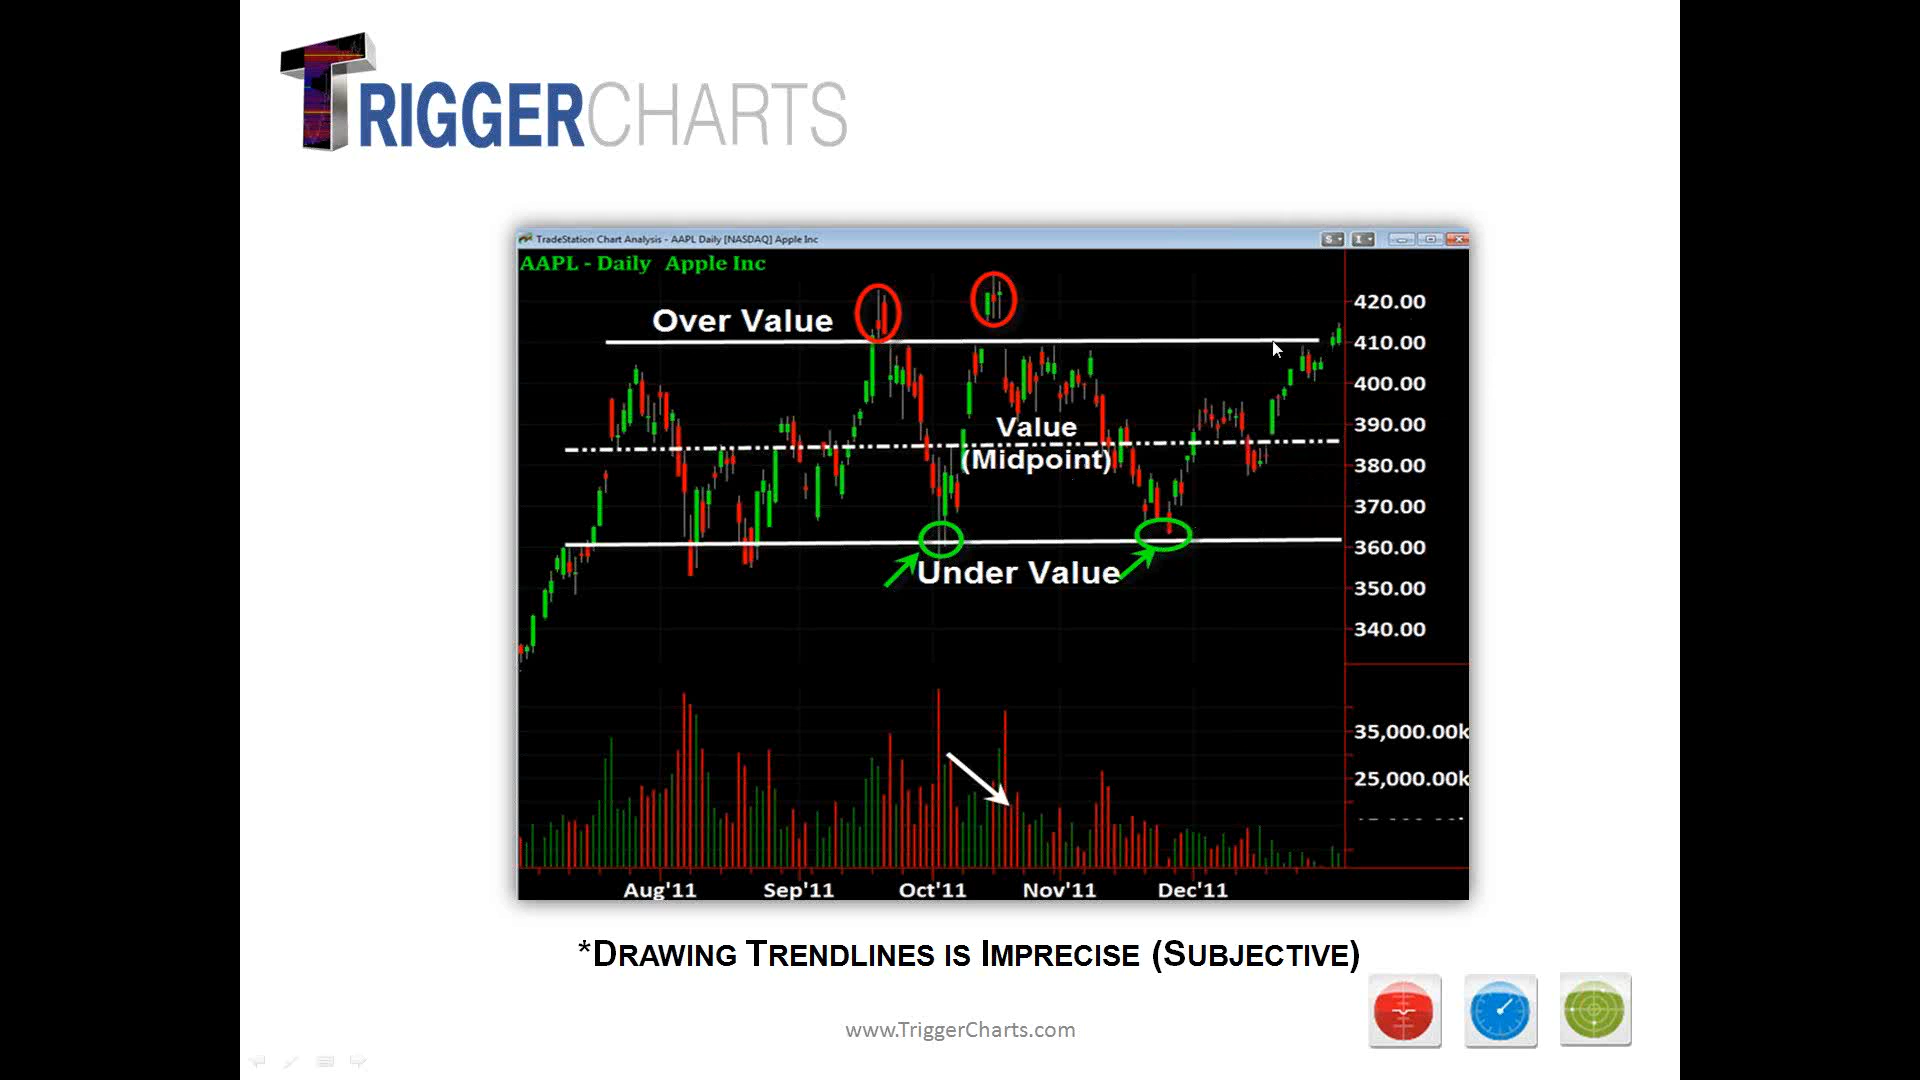 TRIGGERCHARTS
TradeStation Chart Analysis - AAPL Daily [NASDAQ] Apple Inc
S
I
AAPL - Daily Apple Inc
Over Value
Value
(Midpoint)
Under Value
420.00
410.00
400.00
390.00
380.00
370.00
360.00
350.00
340.00
35,000.00k
25,000.00k
Aug'11 Sep'11 Oct'11 Nov'11 Dec'11
*DRAWING TRENDLINES IS IMPRECISE (SUBJECTIVE)
www.TriggerCharts.com